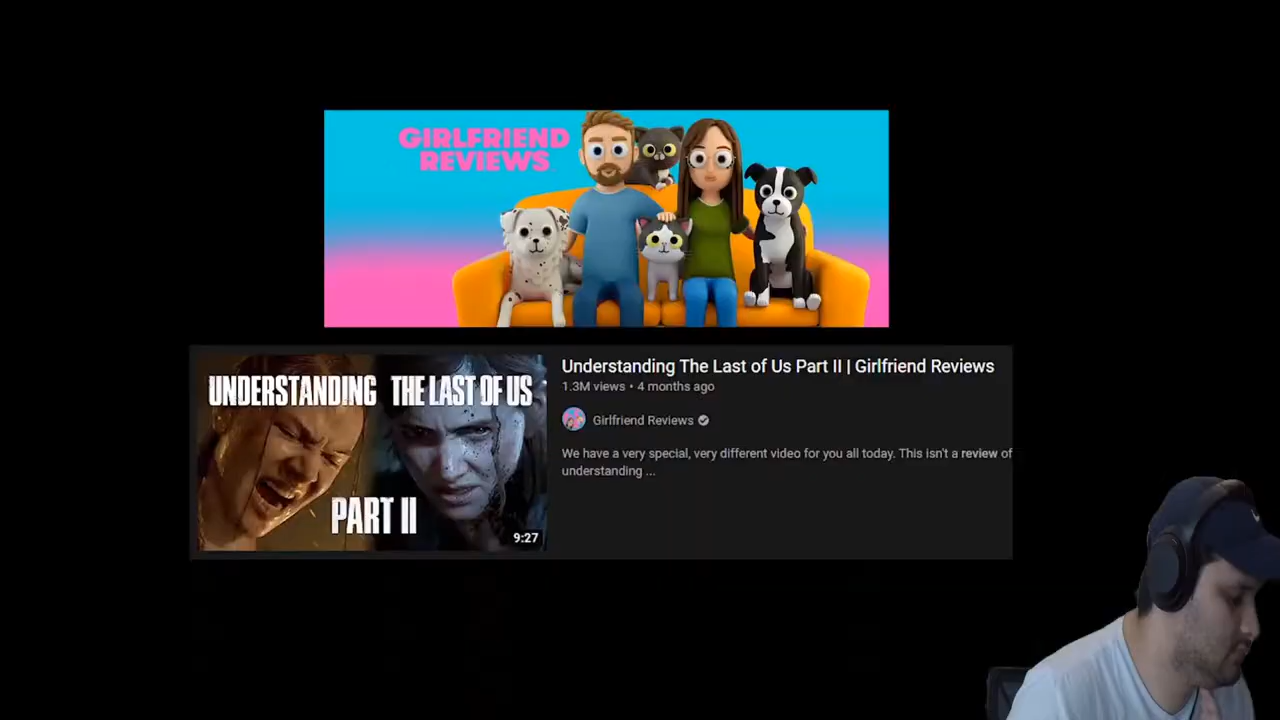 GIRLFRIEND
REVIEWS
UNDERSTANDING THE LAST OF US
PART II
9:27
Understanding The Last of Us Part II | Girlfriend Reviews
1.3M views • 4 months ago
Girlfriend Reviews
We have a very special, very different video for you all today. This isn't a review of
understanding ...